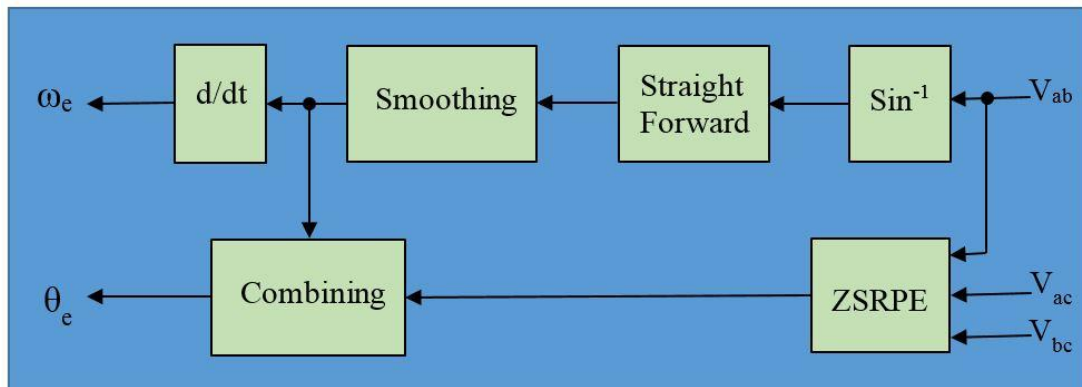 ωe
d/dt
Smoothing
Straight
Forward
Sin⁻¹
Vab
θe
Combining
ZSRPE
Vac
Vbc